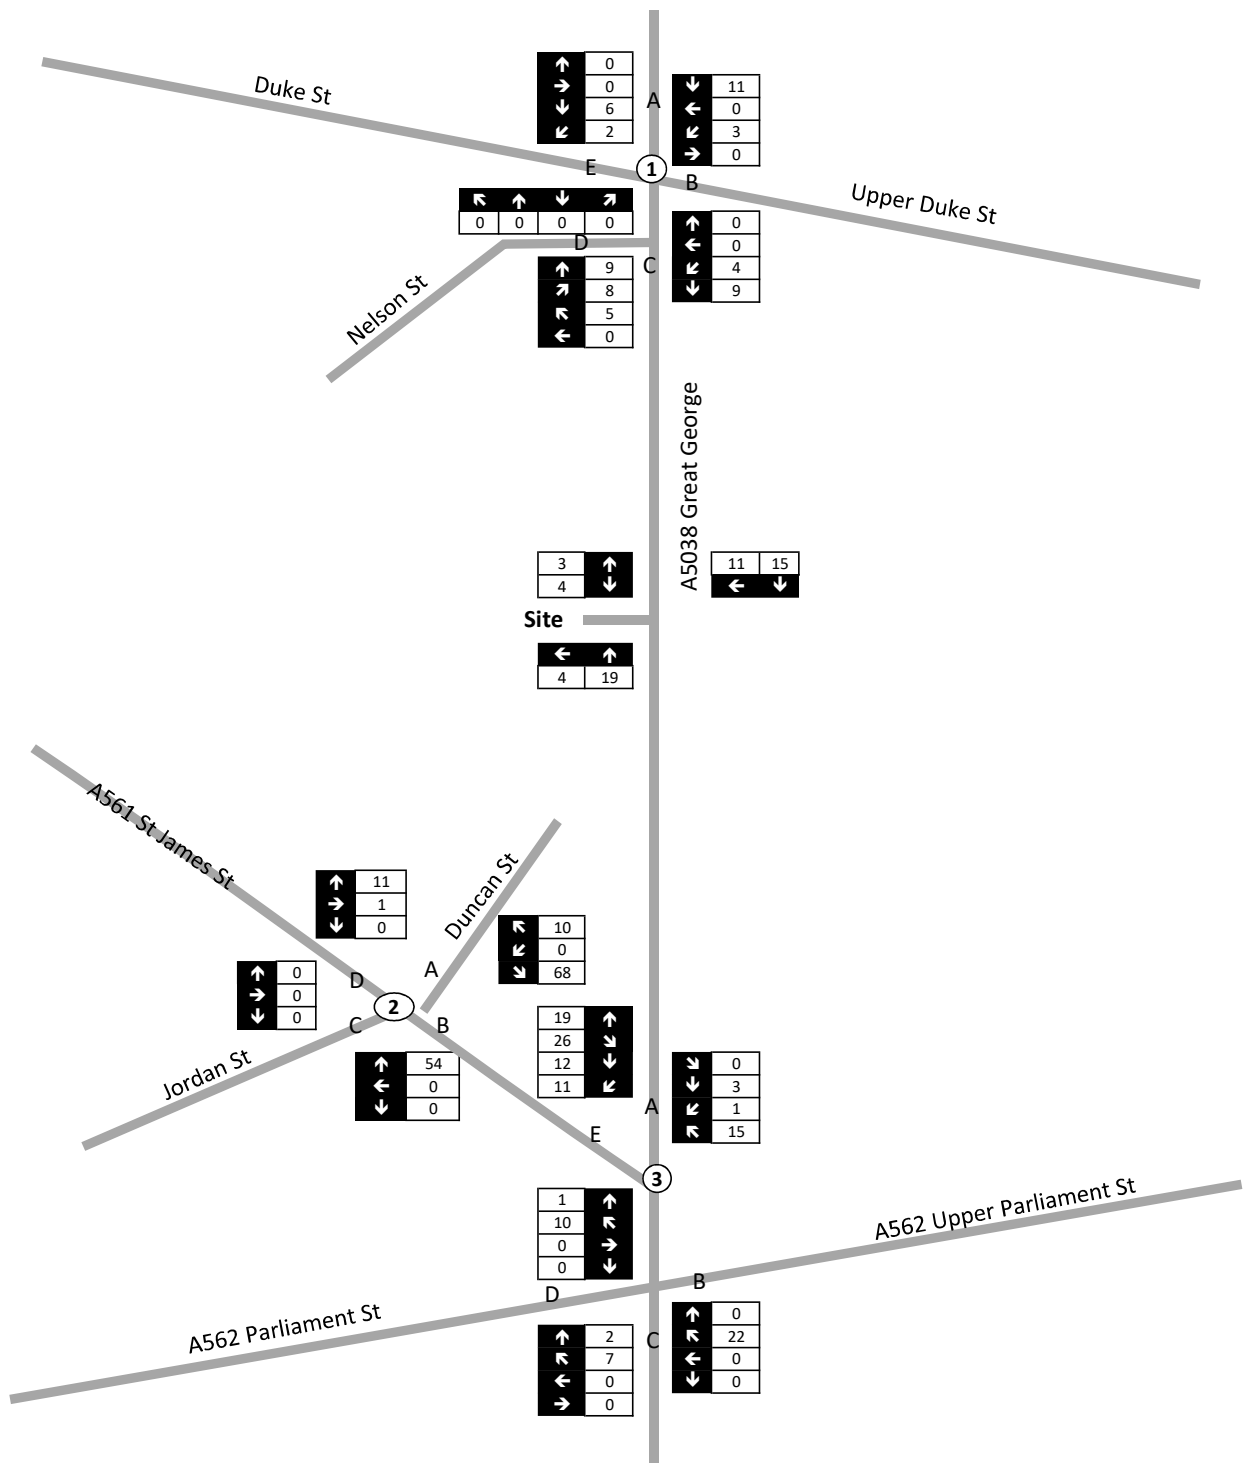 ↑ 0
→ 0
↓ 6
↙ 2
A
↓ 11
← 0
↙ 3
→ 0
Duke St
E
1
B
Upper Duke St
↖ ↑ ↓ ↗
0 0 0 0
D
↑ 0
← 0
↙ 4
↓ 9
C
↑ 9
↗ 8
↖ 5
← 0
Nelson St
A5038 Great George
3 ↑
4 ↓
11 15
← ↓
Site
← ↑
4 19
A561 St James St
Duncan St
↑ 11
→ 1
↓ 0
↖ 10
↙ 0
↘ 68
A
D
↑ 0
→ 0
↓ 0
2
C
B
Jordan St
↑ 54
← 0
↓ 0
19 ↑
26 ↘
12 ↓
11 ↙
A
↘ 0
↓ 3
↙ 1
↖ 15
E
3
1 ↑
10 ↖
0 →
0 ↓
A562 Upper Parliament St
B
D
A562 Parliament St
C
↑ 2
↖ 7
← 0
→ 0
↑ 0
↖ 22
← 0
↓ 0